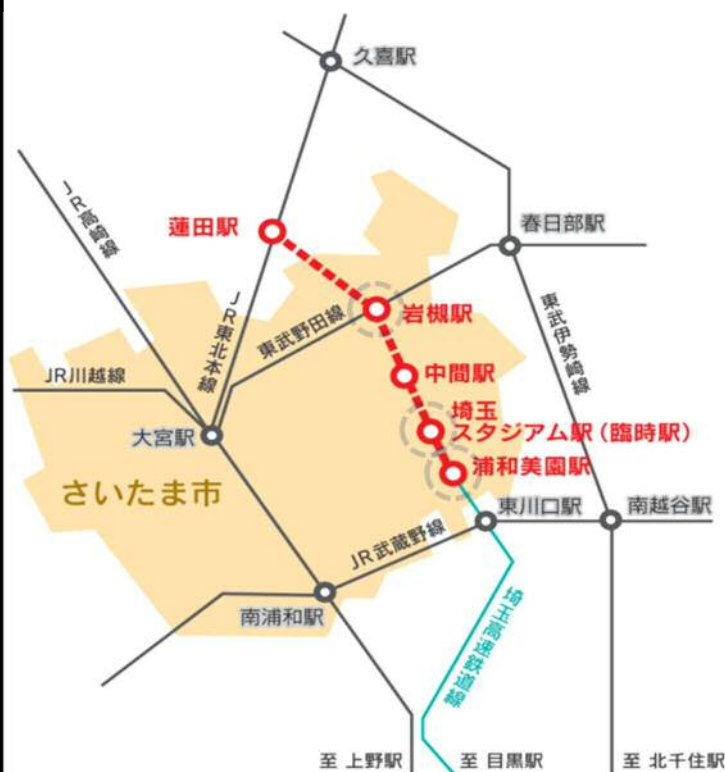 久喜駅
蓮田駅
JR高崎線
春日部駅
JR東北本線
東武野田線
岩槻駅
東武伊勢崎線
JR川越線
中間駅
埼玉
スタジアム駅(臨時駅)
大宮駅
浦和美園駅
さいたま市
東川口駅
南越谷駅
JR武蔵野線
南浦和駅
埼玉高速鉄道線
至 上野駅
至 目黒駅
至 北千住駅